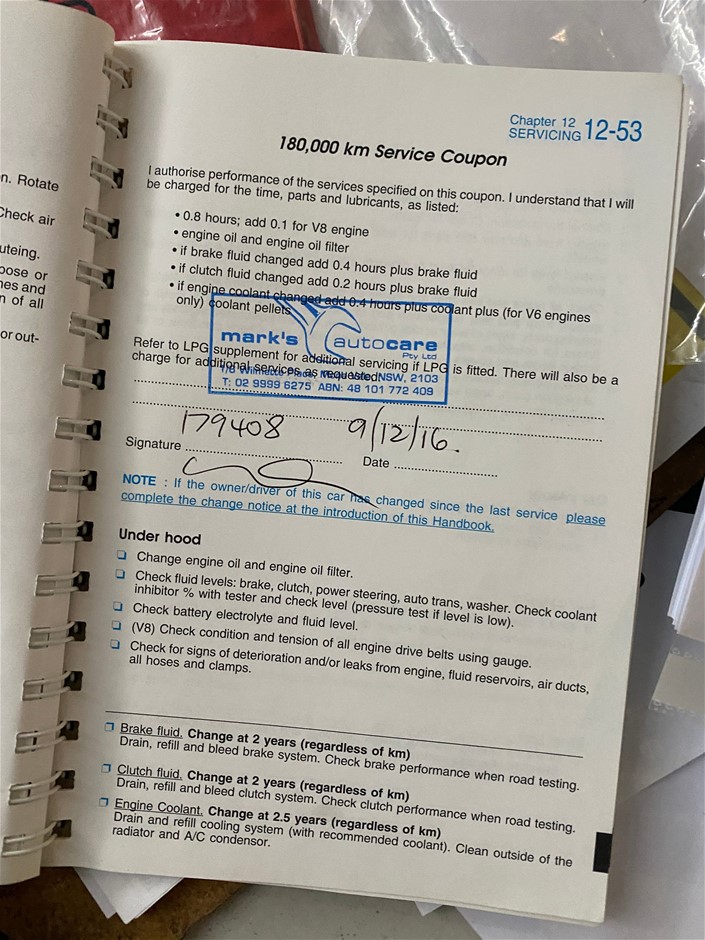 n. Rotate
Check air
uteing.
pose or
nes and
n of all
or out-
Chapter 12
SERVICING 12-53
180,000 km Service Coupon
I authorise performance of the services specified on this coupon. I understand that I will
be charged for the time, parts and lubricants, as listed:
• 0.8 hours; add 0.1 for V8 engine
• engine oil and engine oil filter
• if brake fluid changed add 0.4 hours plus brake fluid
• if clutch fluid changed add 0.2 hours plus brake fluid
• if engine coolant changed add 0.4 hours plus coolant plus (for V6 engines
only) coolant pellets
mark's autocare
Pty Ltd
NSW, 2103
T: 02 9999 6275 ABN: 48 101 772 409
Refer to LPG supplement for additional servicing if LPG is fitted. There will also be a
charge for additional services as requested:
179408 9/12/16.
Signature Date
NOTE : If the owner/driver of this car has changed since the last service please
complete the change notice at the introduction of this Handbook.
Under hood
❑ Change engine oil and engine oil filter.
❑ Check fluid levels: brake, clutch, power steering, auto trans, washer. Check coolant
inhibitor % with tester and check level (pressure test if level is low).
❑ Check battery electrolyte and fluid level.
❑ (V8) Check condition and tension of all engine drive belts using gauge.
❑ Check for signs of deterioration and/or leaks from engine, fluid reservoirs, air ducts,
all hoses and clamps.
❑ Brake fluid. Change at 2 years (regardless of km)
Drain, refill and bleed brake system. Check brake performance when road testing.
❑ Clutch fluid. Change at 2 years (regardless of km)
Drain, refill and bleed clutch system. Check clutch performance when road testing.
❑ Engine Coolant. Change at 2.5 years (regardless of km)
Drain and refill cooling system (with recommended coolant). Clean outside of the
radiator and A/C condensor.